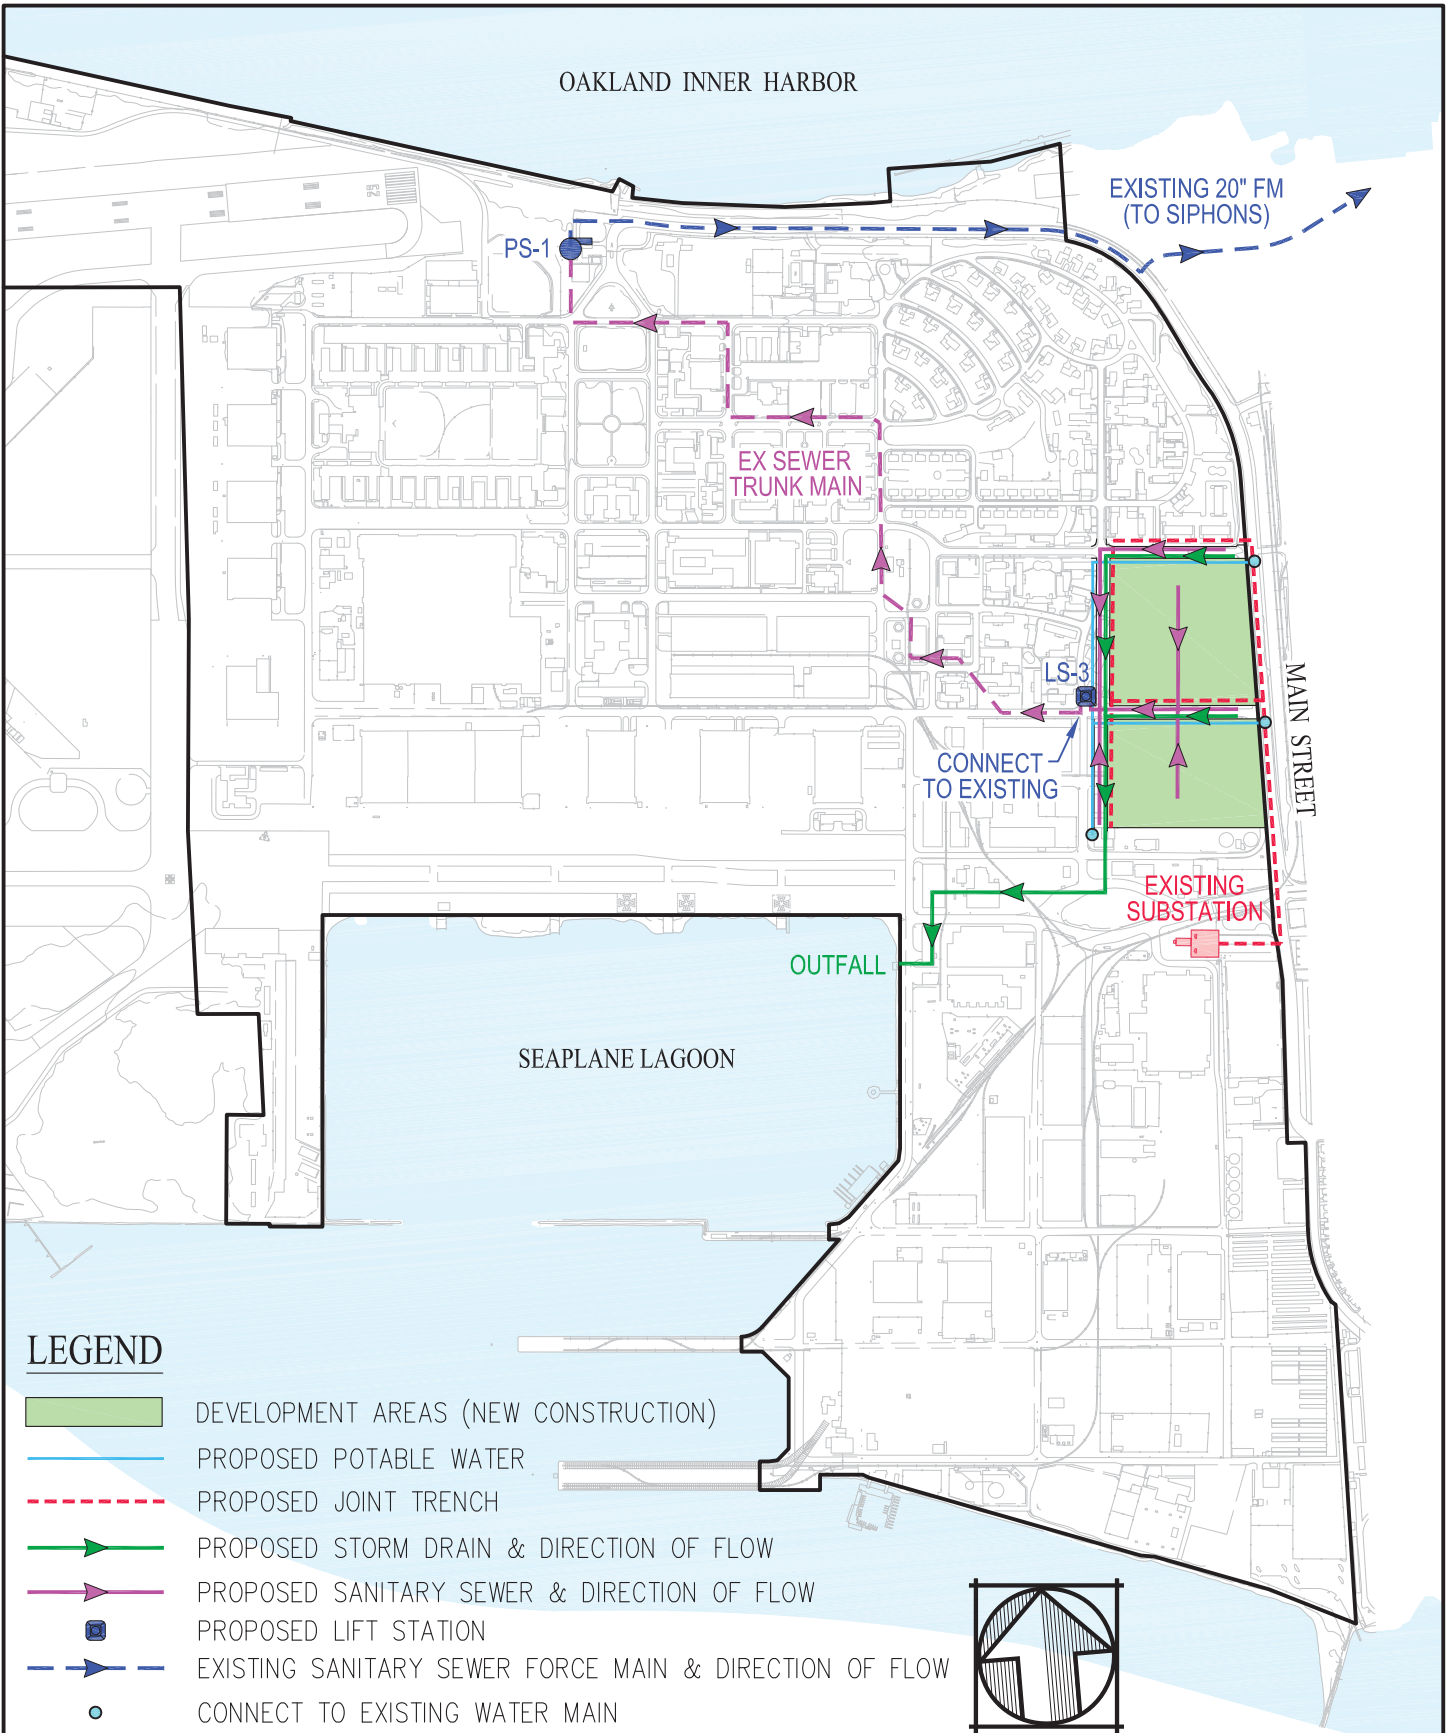 OAKLAND INNER HARBOR
EXISTING 20" FM
(TO SIPHONS)
PS-1
EX SEWER
TRUNK MAIN
LS-3
MAIN STREET
CONNECT
TO EXISTING
EXISTING
SUBSTATION
OUTFALL
SEAPLANE LAGOON
LEGEND
DEVELOPMENT AREAS (NEW CONSTRUCTION)
PROPOSED POTABLE WATER
PROPOSED JOINT TRENCH
PROPOSED STORM DRAIN & DIRECTION OF FLOW
PROPOSED SANITARY SEWER & DIRECTION OF FLOW
PROPOSED LIFT STATION
EXISTING SANITARY SEWER FORCE MAIN & DIRECTION OF FLOW
CONNECT TO EXISTING WATER MAIN